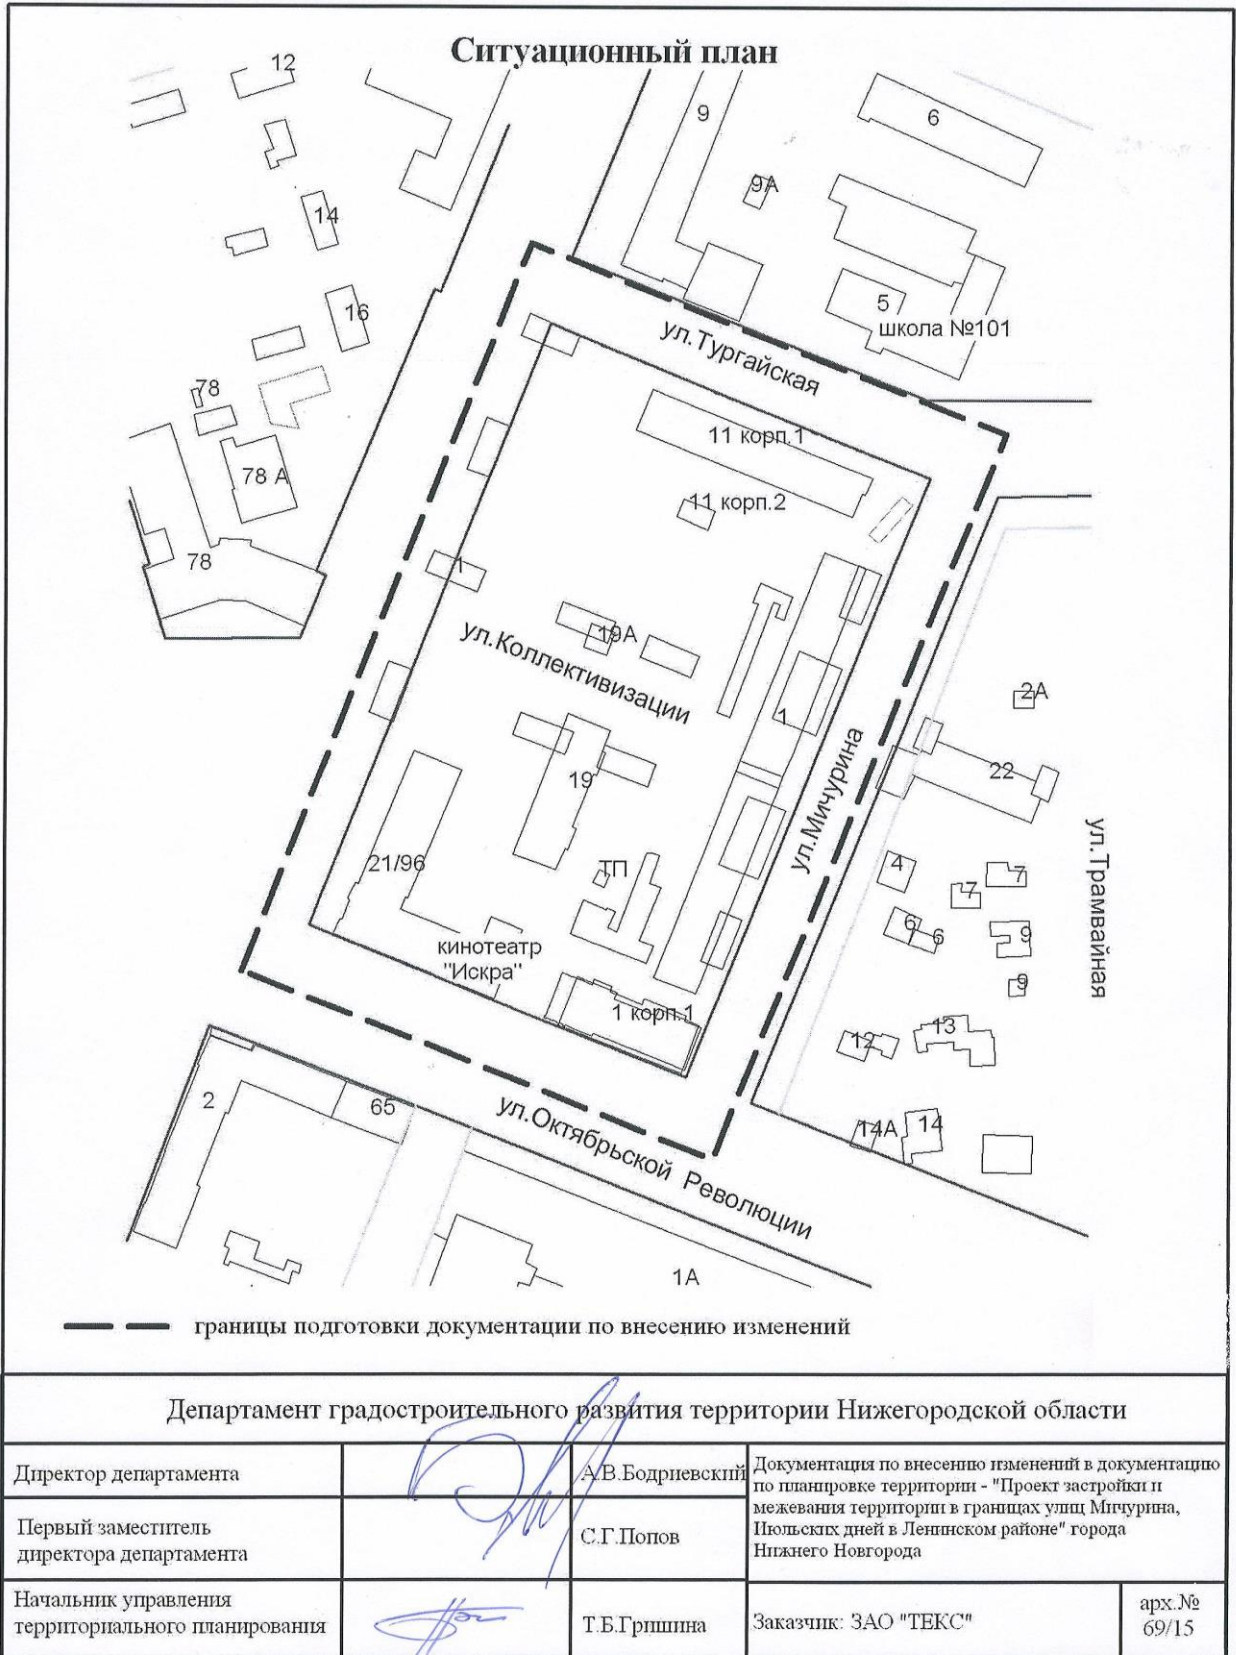 Ситуационный план
12
9
6
9А
14
5
школа №101
16
ул.Тургайская
78
11 корп.1
78 А
11 корп.2
78
1
19А
ул.Коллективизации
2А
1
22
19
ул.Мичурина
ул.Трамвайная
21/96
ТП
4
7
7
6
6
9
кинотеатр
"Искра"
9
1 корп.1
13
12
2
65
ул.Октябрьской Революции
14А
14
1А
границы подготовки документации по внесению изменений
Департамент градостроительного развития территории Нижегородской области
Директор департамента
А.В.Бодриевский
Документация по внесению изменений в документацию
по планировке территории - "Проект застройки и
межевания территории в границах улиц Мичурина,
Июльских дней в Ленинском районе" города
Нижнего Новгорода
Первый заместитель
директора департамента
С.Г.Попов
Начальник управления
территориального планирования
Т.Б.Гришина
Заказчик: ЗАО "ТЕКС"
арх.№
69/15